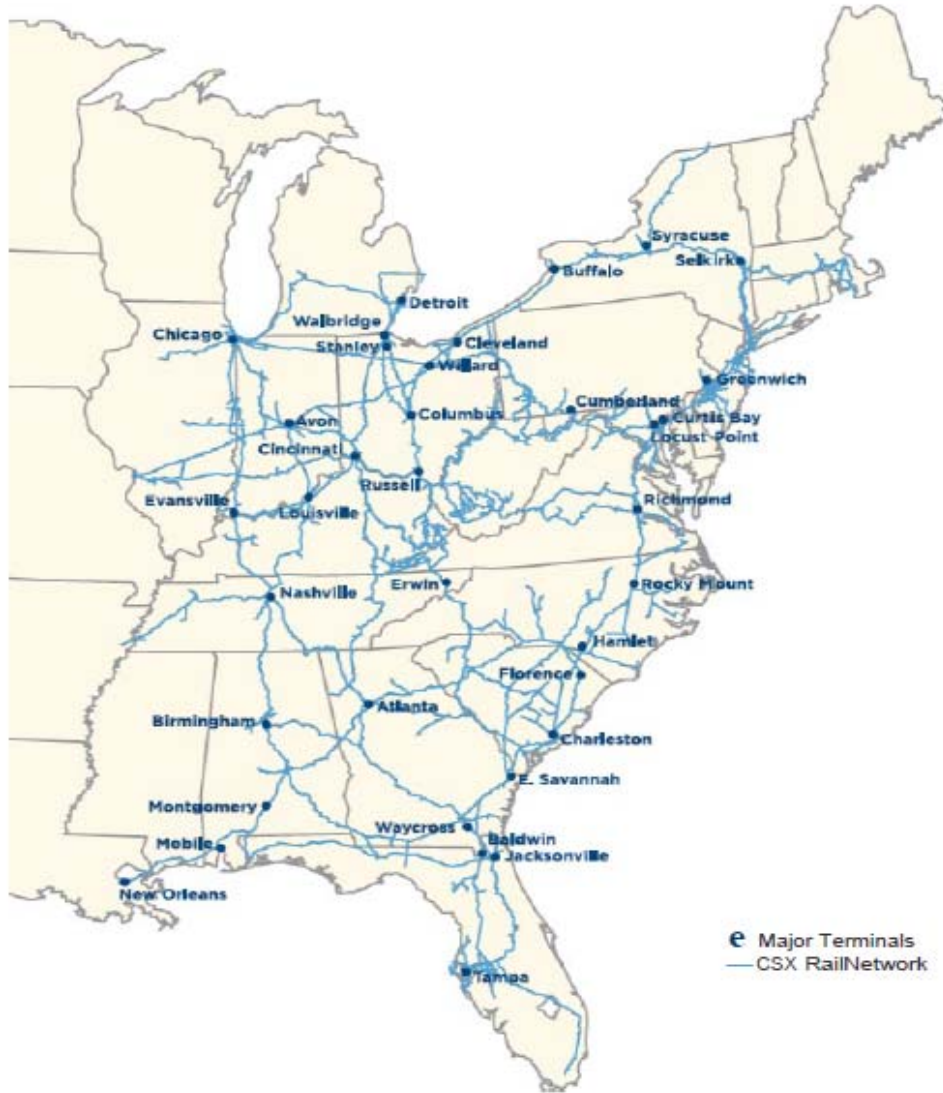 Syracuse
Selkirk
Buffalo
Detroit
Walbridge
Chicago
Stanley
Cleveland
Willard
Greenwich
Cumberland
Columbus
Curtis Bay
Avon
Locust Point
Cincinnati
Russell
Evansville
Richmond
Louisville
Erwin
Rocky Mount
Nashville
Hamlet
Florence
Atlanta
Birmingham
Charleston
E. Savannah
Montgomery
Waycross
Mobile
Baldwin
Jacksonville
New Orleans
e Major Terminals
CSX RailNetwork
Tampa